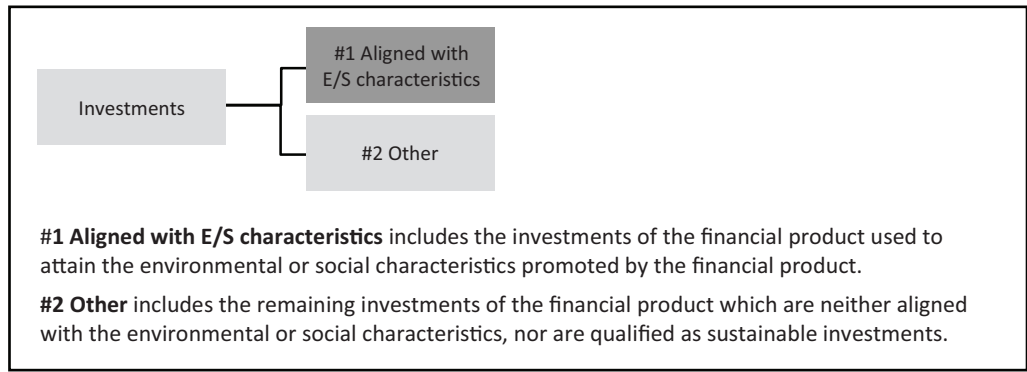 #1 Aligned with
E/S characteristics
Investments
#2 Other
#1 Aligned with E/S characteristics includes the investments of the financial product used to
attain the environmental or social characteristics promoted by the financial product.
#2 Other includes the remaining investments of the financial product which are neither aligned
with the environmental or social characteristics, nor are qualified as sustainable investments.